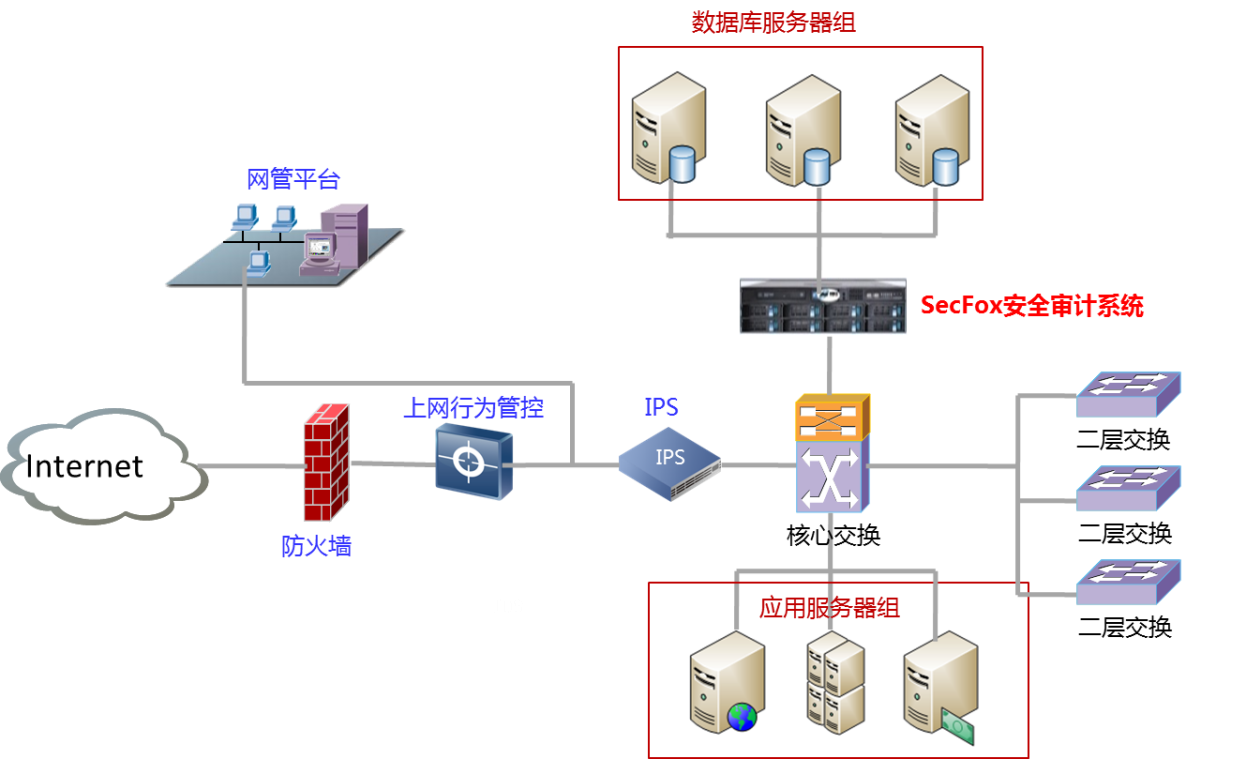 数据库服务器组
网管平台
SecFox安全审计系统
上网行为管控
IPS
Internet
IPS
二层交换
防火墙
核心交换
二层交换
应用服务器组
二层交换